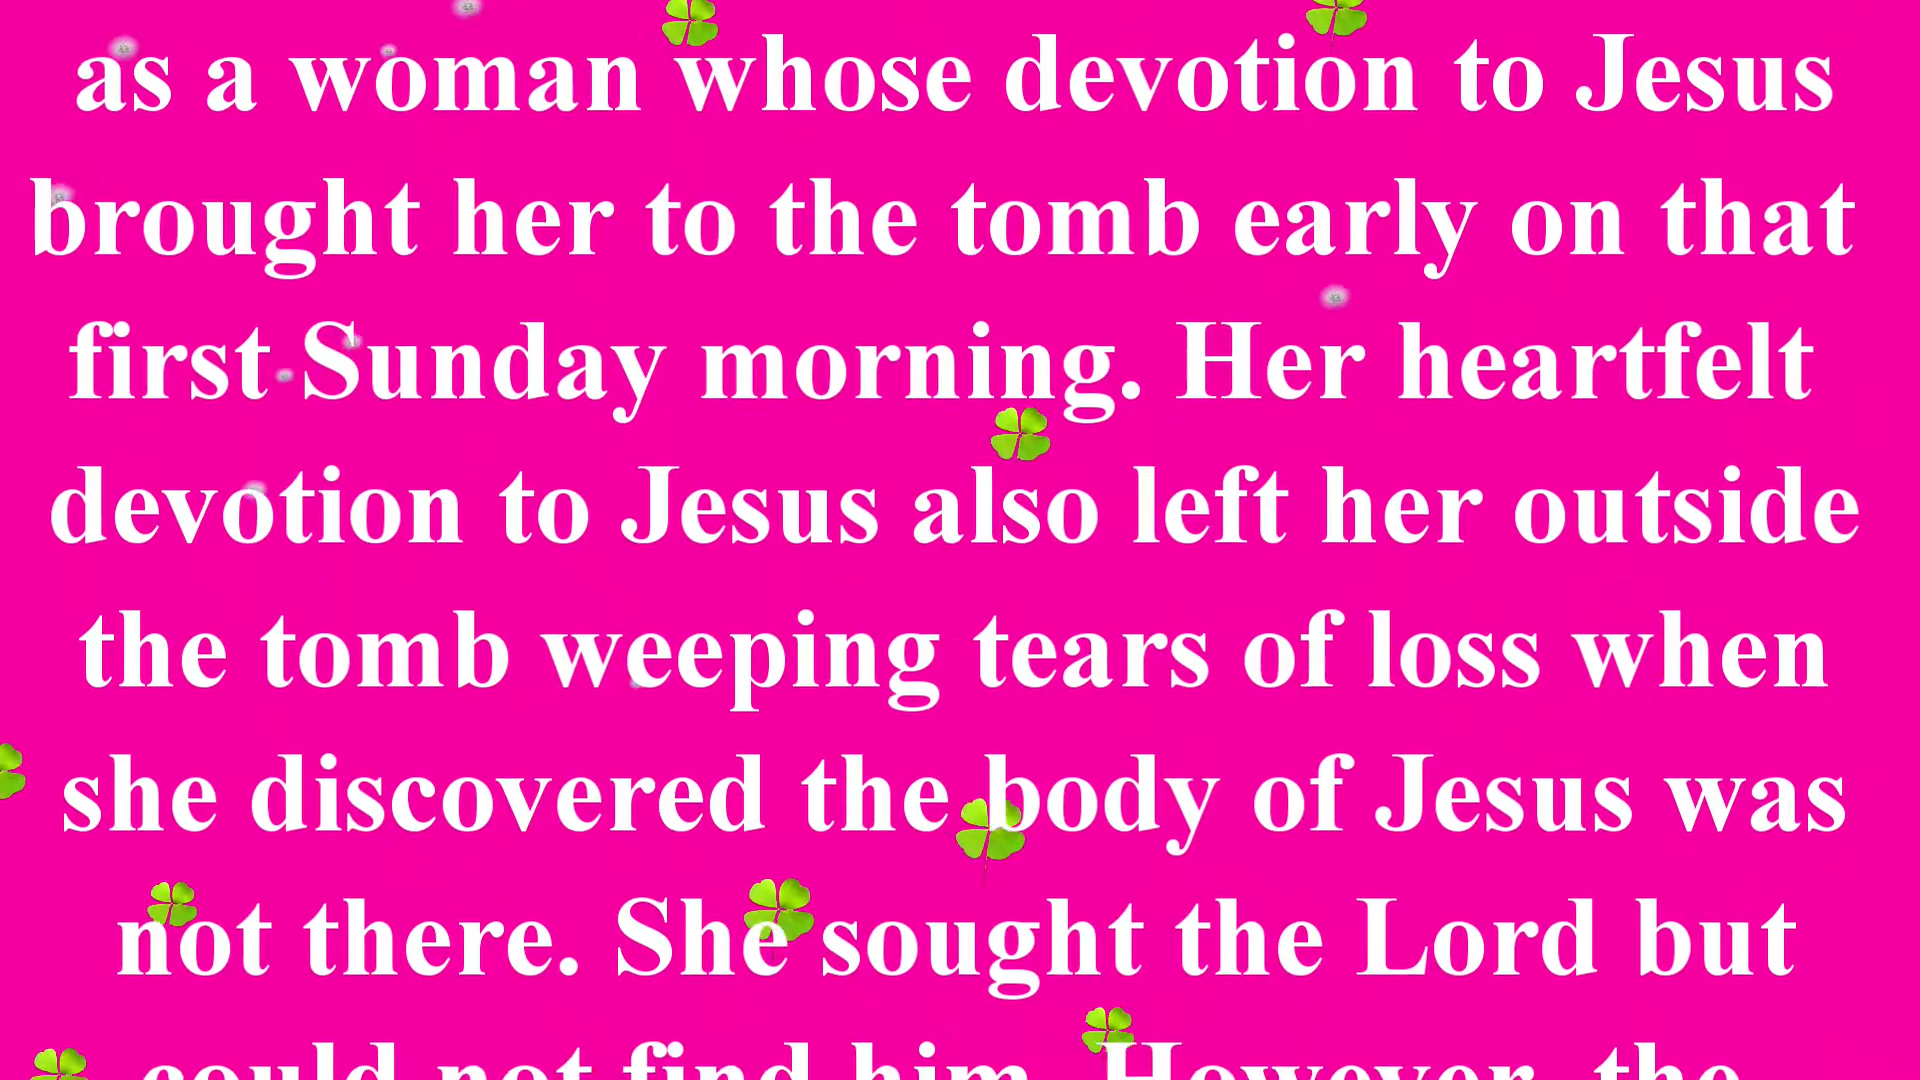 as a woman whose devotion to Jesus
brought her to the tomb early on that
first Sunday morning. Her heartfelt
devotion to Jesus also left her outside
the tomb weeping tears of loss when
she discovered the body of Jesus was
not there. She sought the Lord but
could not find him. However, the